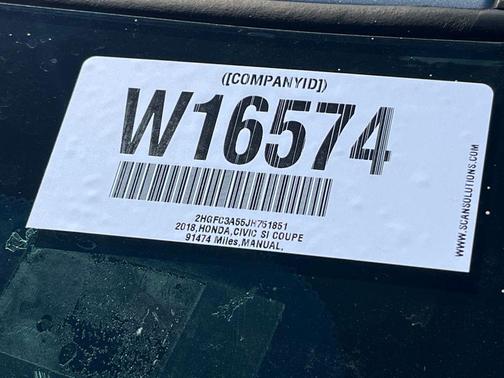 ([COMPANYID])
W16574
2HGFC3A55JH751851
2018,HONDA,CIVIC SI COUPE
91474 Miles,MANUAL,
WWW.SCANSOLUTIONS.COM